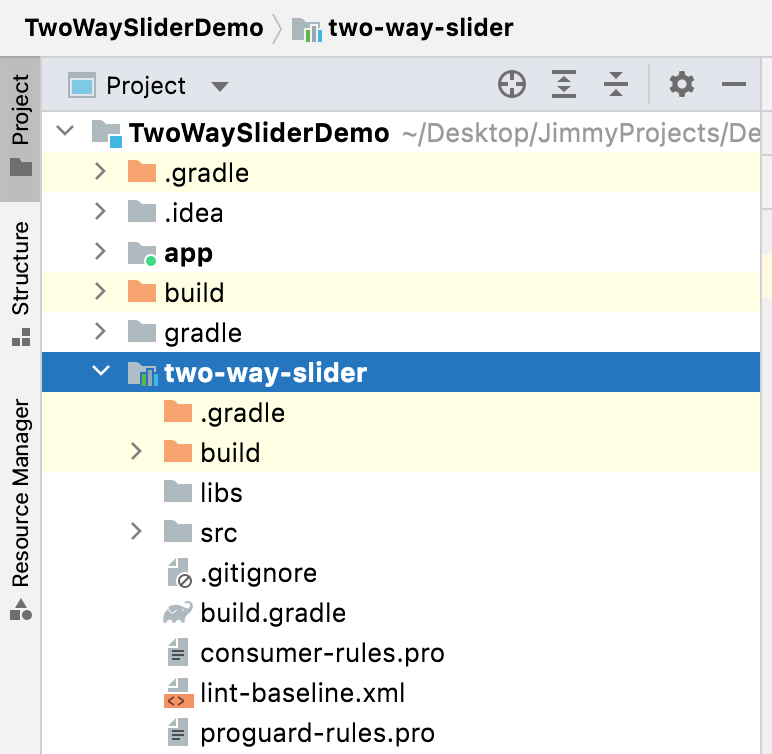 TwoWaySliderDemo two-way-slider
Project
Project
Structure
Resource Manager
TwoWaySliderDemo ~/Desktop/JimmyProjects/De
.gradle
.idea
app
build
gradle
two-way-slider
.gradle
build
libs
src
.gitignore
build.gradle
consumer-rules.pro
lint-baseline.xml
proguard-rules.pro